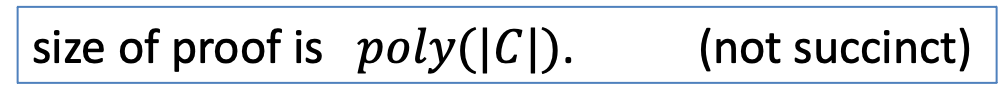 size of proof is poly(|C|). (not succinct)